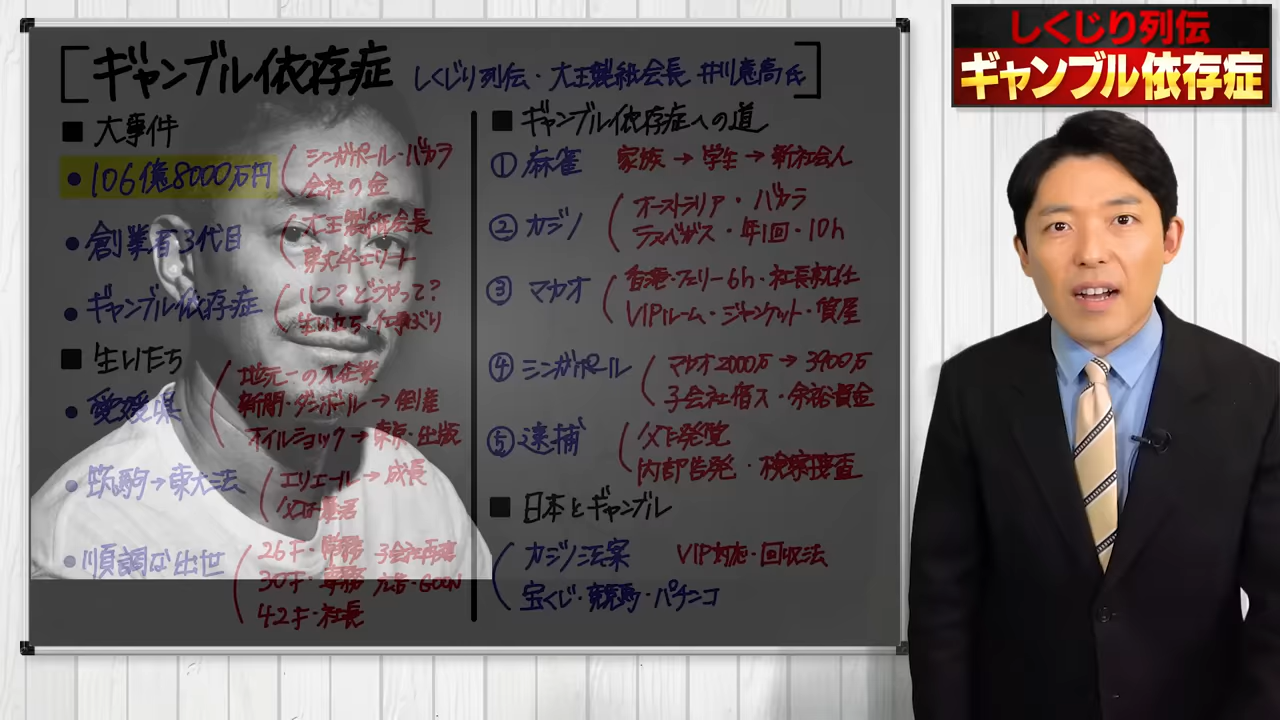 しくじり列伝
ギャンブル依存症
[ギャンブル依存症 しくじり列伝・大王製紙会長 井川意高氏]
■ 大事件
• 106億8000万円
シンガポール・バカラ
会社の金
• 創業者3代目
大王製紙会長
東大卒エリート
• ギャンブル依存症
いつ?どうやって?
生い立ち・仕事ぶり
■ 生いたち
• 愛媛県
地元一の大企業
新聞・ダンボール→倒産
オイルショック→東京・出版
• 筑駒→東大法
エリエール→成長
父は暴君
• 順調な出世
26才・常務 子会社再建
30才・専務 広告・GOON
42才・社長
■ ギャンブル依存症への道
① 麻雀 家族→学生→新社会人
② カジノ
オーストラリア・バカラ
ラスベガス・年1回・10h
③ マカオ
香港・フェリー6h・社長就任
VIPルーム・ジャンケット・質屋
④ シンガポール
マカオ2000万→3900万
子会社借入・余裕資金
⑤ 逮捕
父に発覚
内部告発・検察捜査
■ 日本とギャンブル
カジノ法案 VIP対応・回収法
宝くじ・競馬・パチンコ